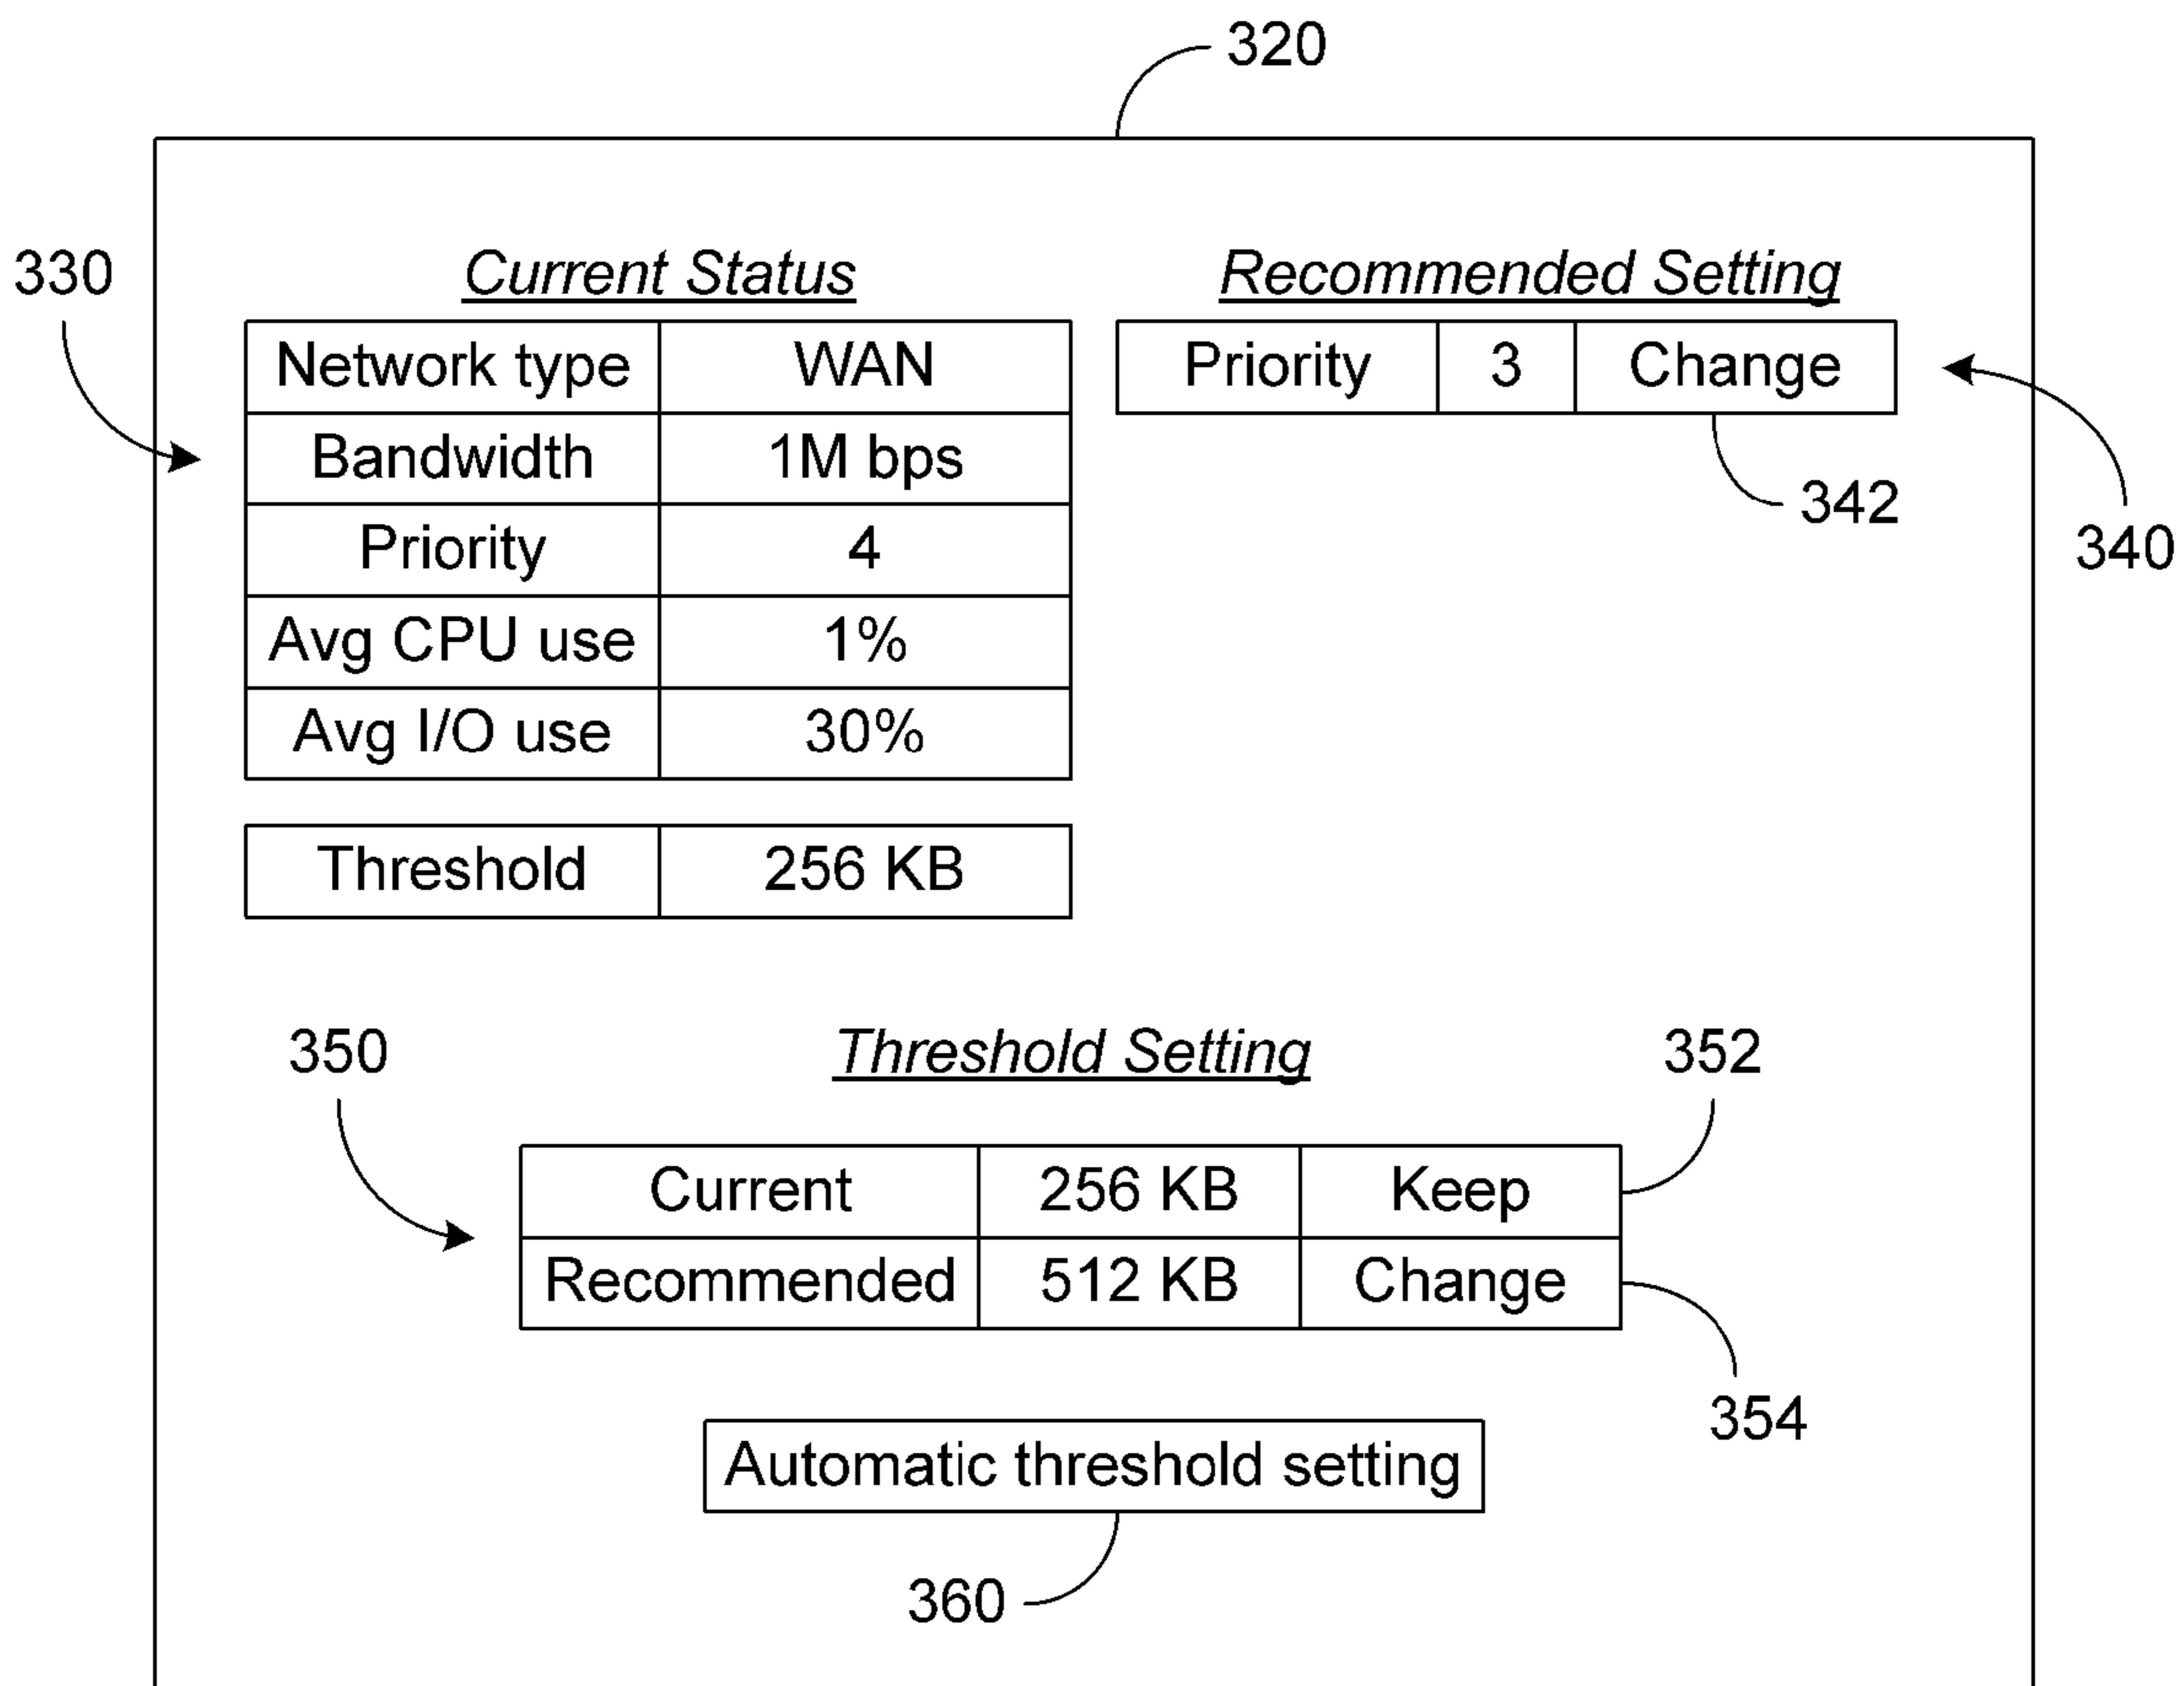 320
330
Current Status
Recommended Setting
Network type WAN
Priority 3 Change
Bandwidth 1M bps
342
Priority 4
340
Avg CPU use 1%
Avg I/O use 30%
Threshold 256 KB
350
Threshold Setting
352
Current 256 KB Keep
Recommended 512 KB Change
354
Automatic threshold setting
360